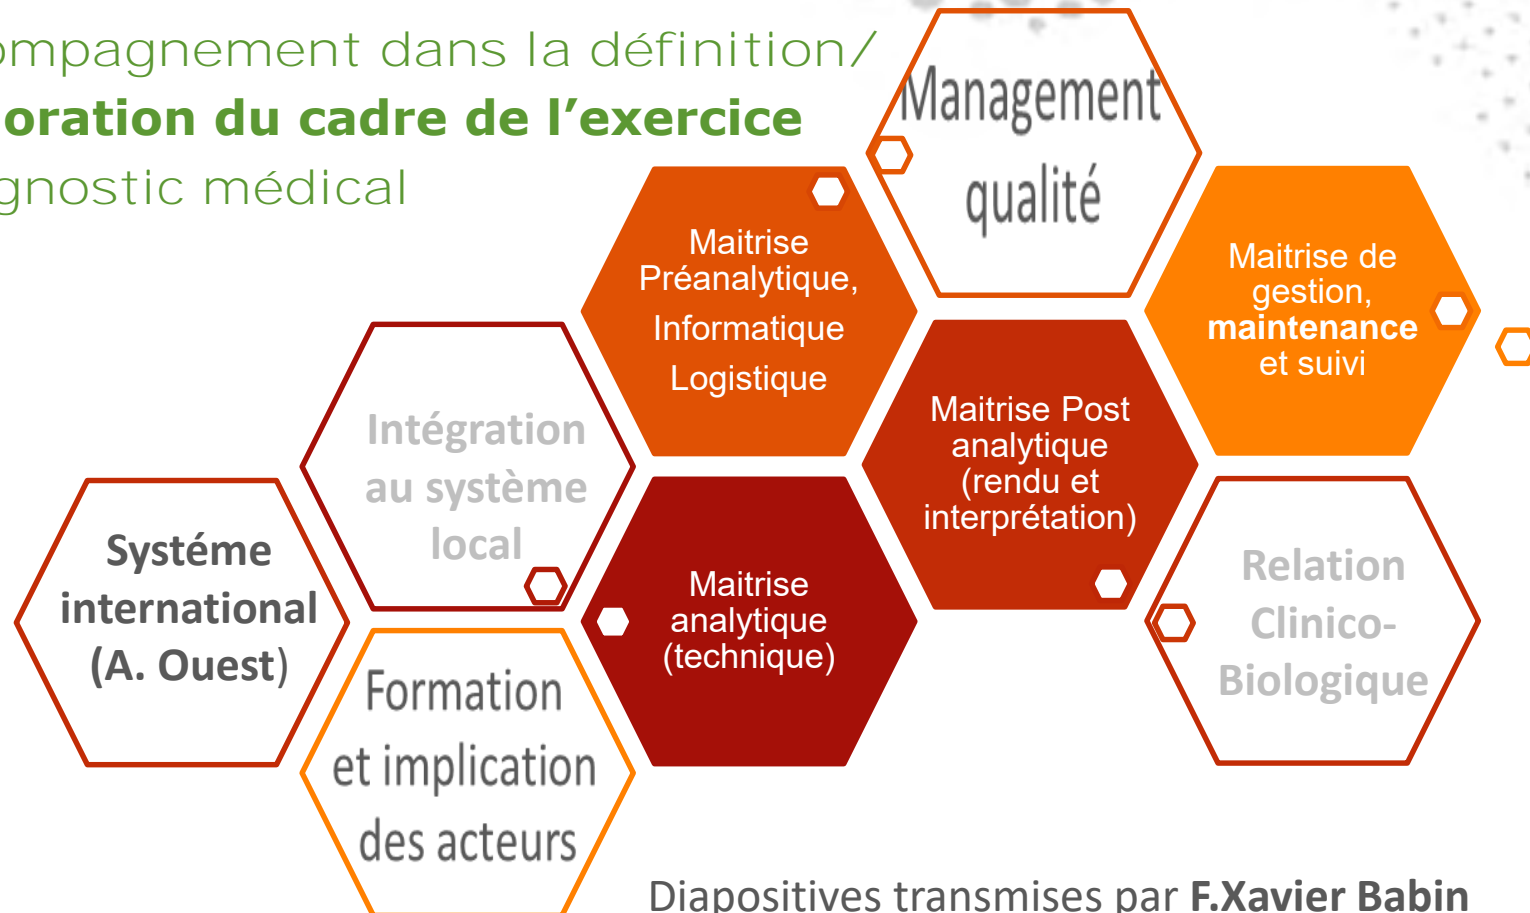 ompagnement dans la définition/
oration du cadre de l’exercice
gnostic médical
Management
qualité
Maitrise
Préanalytique,
Informatique
Logistique
Maitrise de
gestion,
maintenance
et suivi
Intégration
au système
local
Maitrise Post
analytique
(rendu et
interprétation)
Systéme
international
(A. Ouest)
Maitrise
analytique
(technique)
Relation
Clinico-
Biologique
Formation
et implication
des acteurs
Diapositives transmises par F.Xavier Babin